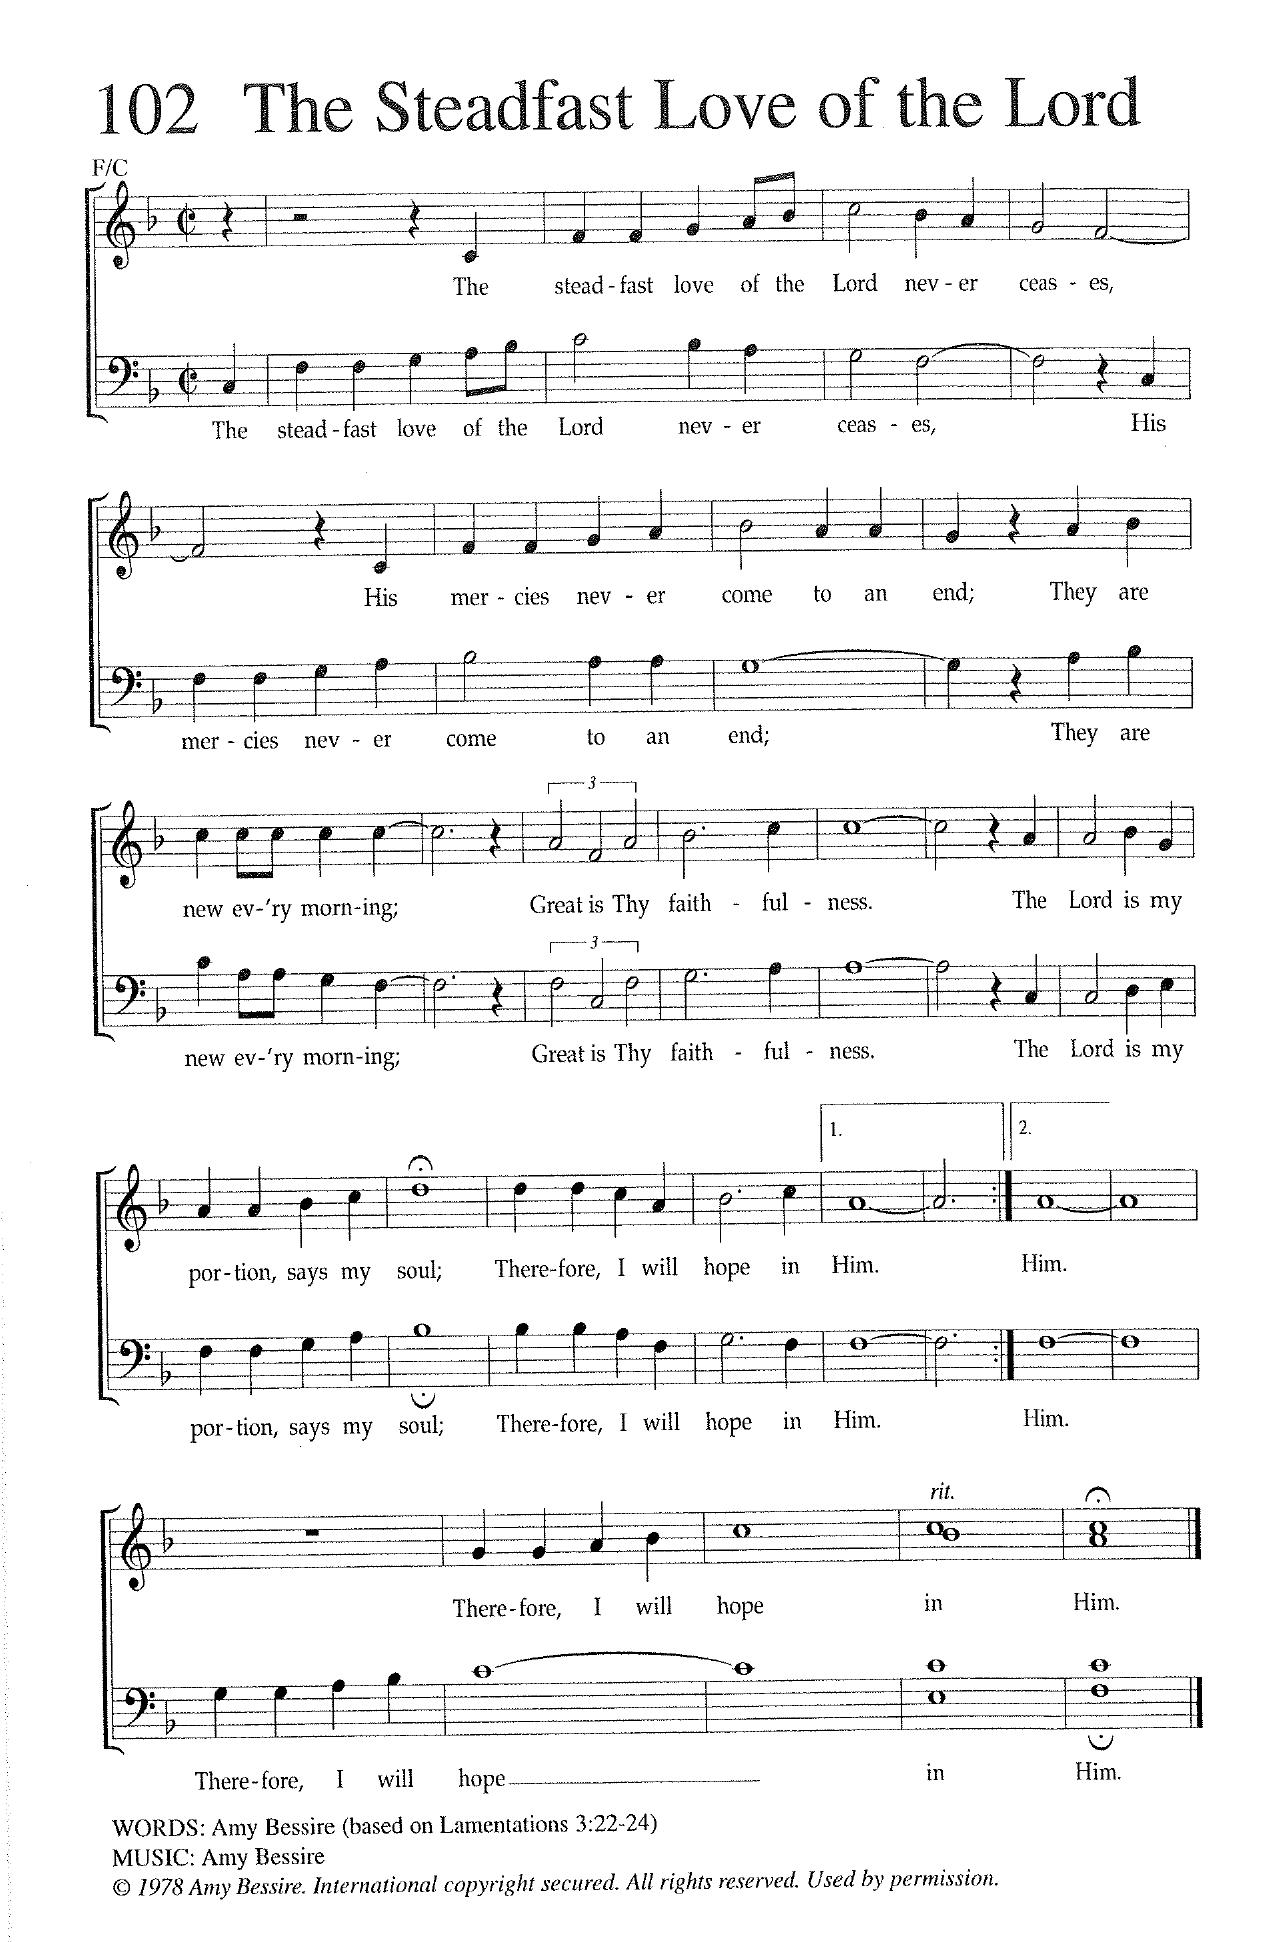 102 The Steadfast Love of the Lord
F/C
The stead-fast love of the Lord nev-er ceas-es,
The stead-fast love of the Lord nev-er ceas-es, His
His mer-cies nev-er come to an end; They are
mer-cies nev-er come to an end; They are
3
new ev-'ry morn-ing; Great is Thy faith-ful-ness. The Lord is my
3
new ev-'ry morn-ing; Great is Thy faith-ful-ness. The Lord is my
1. 2.
por-tion, says my soul; There-fore, I will hope in Him. Him.
por-tion, says my soul; There-fore, I will hope in Him. Him.
rit.
There-fore, I will hope in Him.
There-fore, I will hope in Him.
WORDS: Amy Bessire (based on Lamentations 3:22-24)
MUSIC: Amy Bessire
© 1978 Amy Bessire. International copyright secured. All rights reserved. Used by permission.